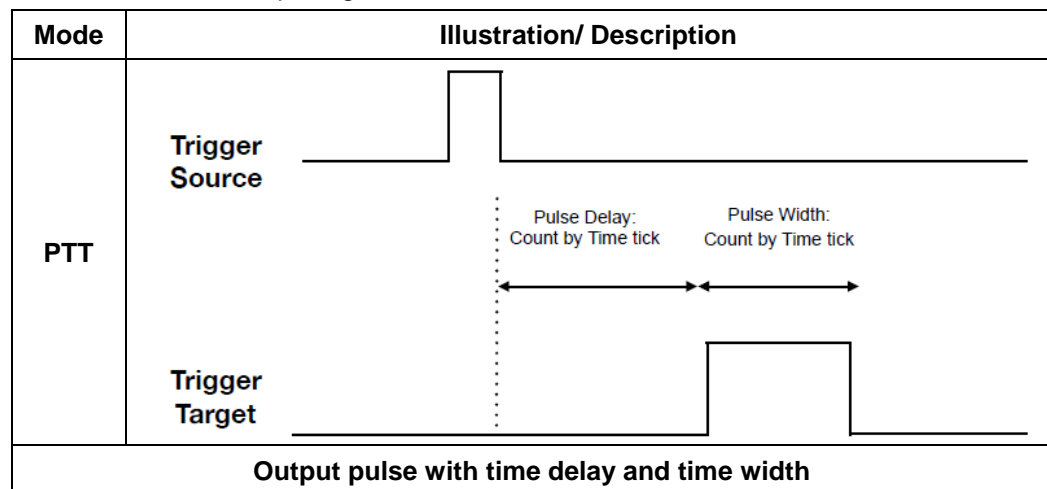 Mode
Illustration/ Description
PTT
Trigger
Source
Pulse Delay:
Count by Time tick
Pulse Width:
Count by Time tick
Trigger
Target
Output pulse with time delay and time width